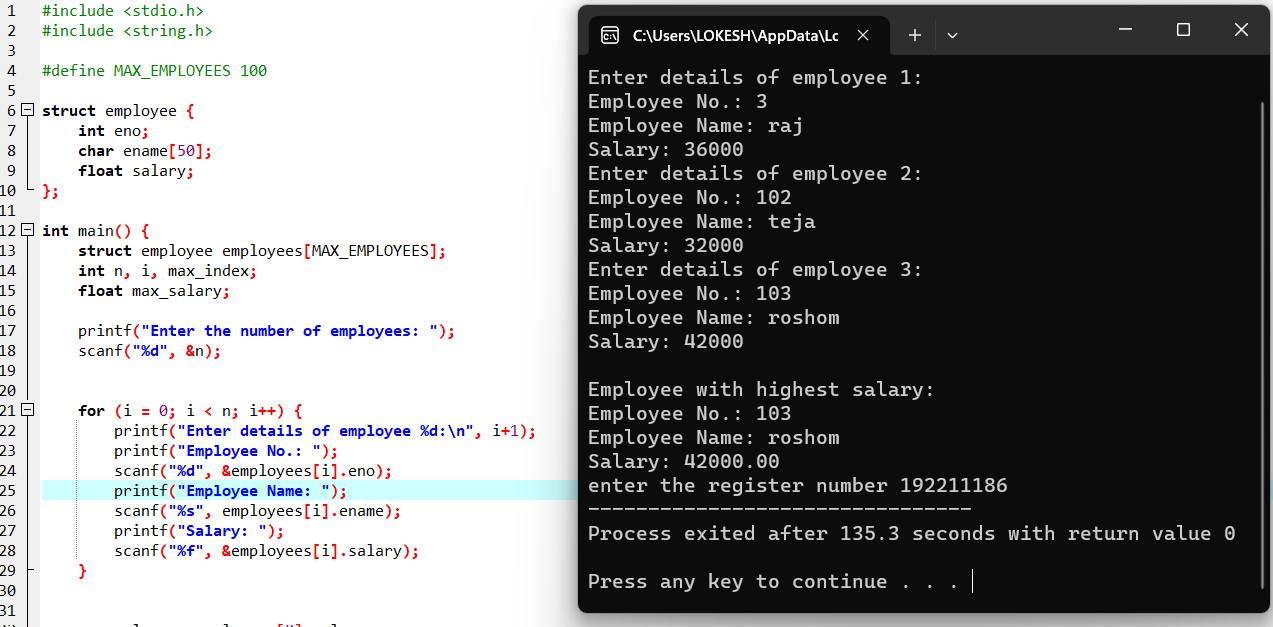 1 #include <stdio.h>
2 #include <string.h>
3
4 #define MAX_EMPLOYEES 100
5
6 struct employee {
7 int eno;
8 char ename[50];
9 float salary;
10 };
11
12 int main() {
13 struct employee employees[MAX_EMPLOYEES];
14 int n, i, max_index;
15 float max_salary;
16
17 printf("Enter the number of employees: ");
18 scanf("%d", &n);
19
20
21 for (i = 0; i < n; i++) {
22 printf("Enter details of employee %d:\n", i+1);
23 printf("Employee No.: ");
24 scanf("%d", &employees[i].eno);
25 printf("Employee Name: ");
26 scanf("%s", employees[i].ename);
27 printf("Salary: ");
28 scanf("%f", &employees[i].salary);
29 }
30
31
C:\Users\LOKESH\AppData\Lc
Enter details of employee 1:
Employee No.: 3
Employee Name: raj
Salary: 36000
Enter details of employee 2:
Employee No.: 102
Employee Name: teja
Salary: 32000
Enter details of employee 3:
Employee No.: 103
Employee Name: roshom
Salary: 42000
Employee with highest salary:
Employee No.: 103
Employee Name: roshom
Salary: 42000.00
enter the register number 192211186
--------------------------------
Process exited after 135.3 seconds with return value 0
Press any key to continue . . .